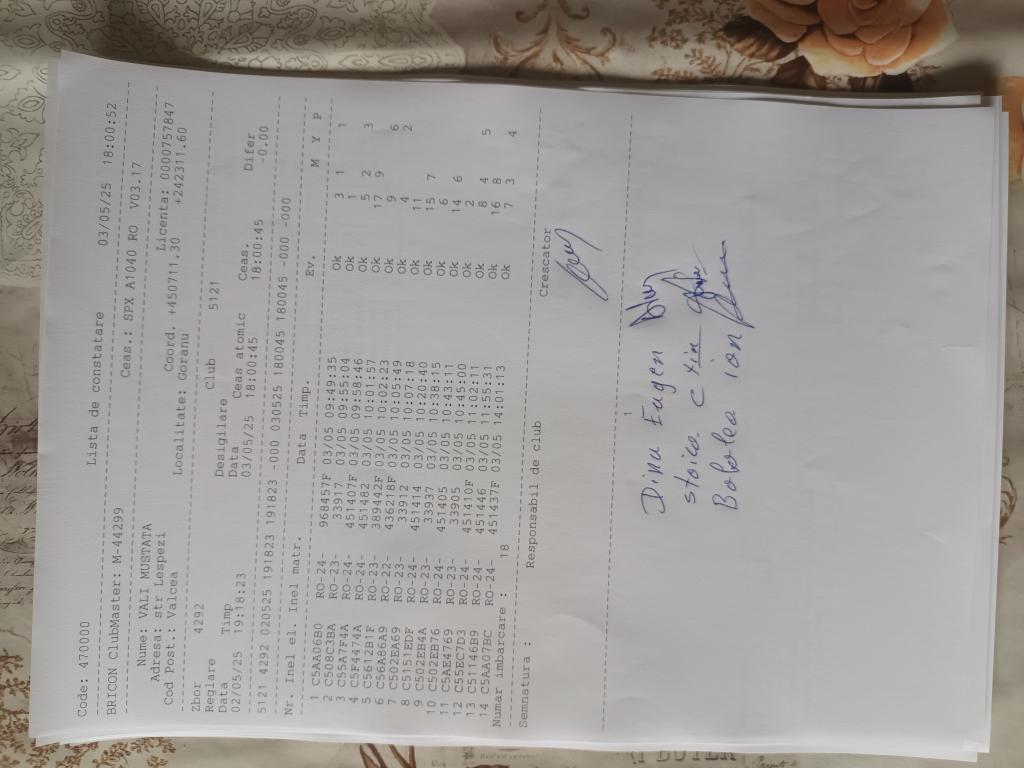 Code: 470000
Lista de constatare 03/05/25 18:00:52
BRICON ClubMaster: M-44299 Ceas.: SPX A1040 RO V03.17
Nume: VALI MUSTATA Licenta: 0000757847
Adresa: str Lespezi Coord. +450711.30 +242311.60
Cod Post.: Valcea Localitate: Goranu
Zbor 4292 Club 5121
Reglare Desigilare
Data Timp Data Ceas atomic Ceas. Difer
02/05/25 19:18:23 03/05/25 18:00:45 18:00:45 -0.00
5121 4292 020525 191823 191823 -000 030525 180045 180045 -000 -000
Nr. Inel el. Inel matr. Data Timp. Ev. M Y P
1 C5AA06B0 RO-24- 968457F 03/05 09:49:35 Ok 3 1 1
2 C508C3BA RO-23- 33917 03/05 09:55:04 Ok 1
3 C55A7F4A RO-24- 451407F 03/05 09:58:46 Ok 5 2 3
4 C5F4474A RO-24- 451482 03/05 10:01:57 Ok 17 9
5 C5612B1F RO-23- 389442F 03/05 10:02:23 Ok 9 6
6 C56A86A9 RO-22- 436218F 03/05 10:05:49 Ok 4 2
7 C502EA69 RO-23- 33912 03/05 10:07:18 Ok 11
8 C5151EDF RO-24- 451414 03/05 10:20:40 Ok 15 7
9 C502EB4A RO-23- 33937 03/05 10:38:15 Ok 6
10 C502EB76 RO-24- 451405 03/05 10:43:11 Ok 14 6
11 C5AE4769 RO-23- 33905 03/05 10:45:00 Ok 2
12 C55EC7D3 RO-24- 451410F 03/05 11:02:11 Ok 8 4 5
13 C51146B9 RO-24- 451446 03/05 11:55:31 Ok 16 8
14 C5AA07BC RO-24- 451437F 03/05 14:01:13 Ok 7 3 4
Numar imbarcare : 18
Semnatura : Responsabil de club Crescator
1
Dinu Eugen
stoica c-tin
Bobolea ion